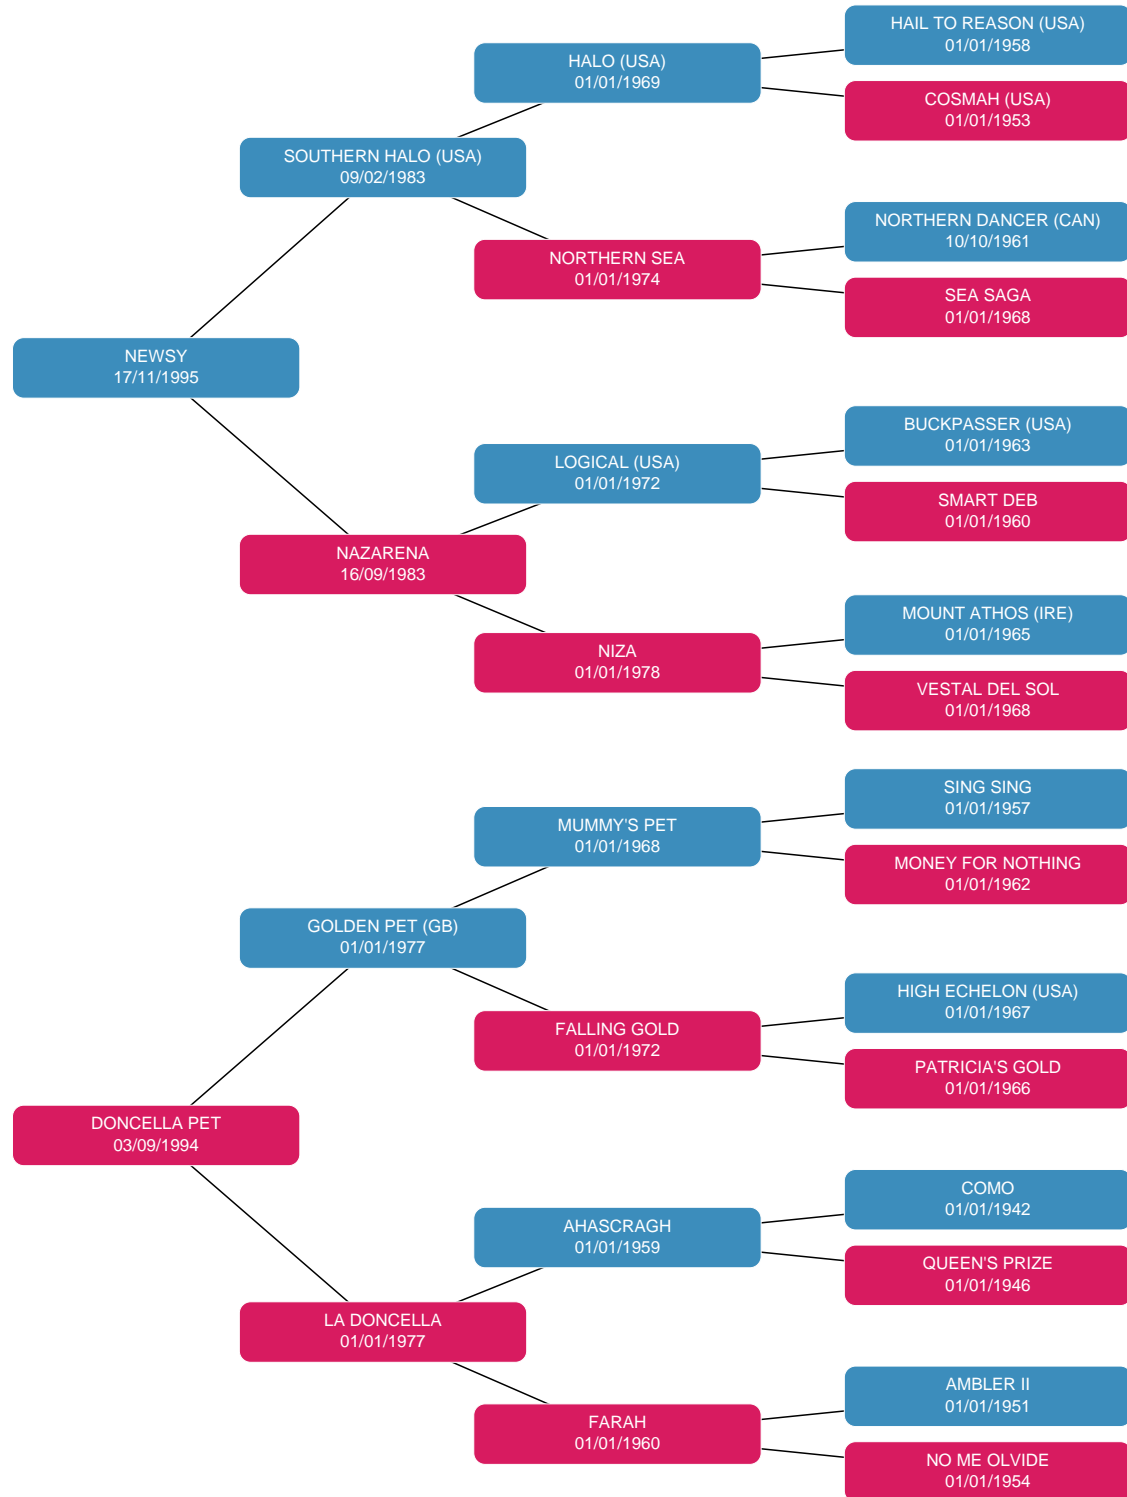 HAIL TO REASON (USA)
01/01/1958
HALO (USA)
01/01/1969
COSMAH (USA)
01/01/1953
SOUTHERN HALO (USA)
09/02/1983
NORTHERN DANCER (CAN)
10/10/1961
NORTHERN SEA
01/01/1974
SEA SAGA
01/01/1968
NEWSY
17/11/1995
BUCKPASSER (USA)
01/01/1963
LOGICAL (USA)
01/01/1972
SMART DEB
01/01/1960
NAZARENA
16/09/1983
MOUNT ATHOS (IRE)
01/01/1965
NIZA
01/01/1978
VESTAL DEL SOL
01/01/1968
SING SING
01/01/1957
MUMMY'S PET
01/01/1968
MONEY FOR NOTHING
01/01/1962
GOLDEN PET (GB)
01/01/1977
HIGH ECHELON (USA)
01/01/1967
FALLING GOLD
01/01/1972
PATRICIA'S GOLD
01/01/1966
DONCELLA PET
03/09/1994
COMO
01/01/1942
AHASCRAGH
01/01/1959
QUEEN'S PRIZE
01/01/1946
LA DONCELLA
01/01/1977
AMBLER II
01/01/1951
FARAH
01/01/1960
NO ME OLVIDE
01/01/1954